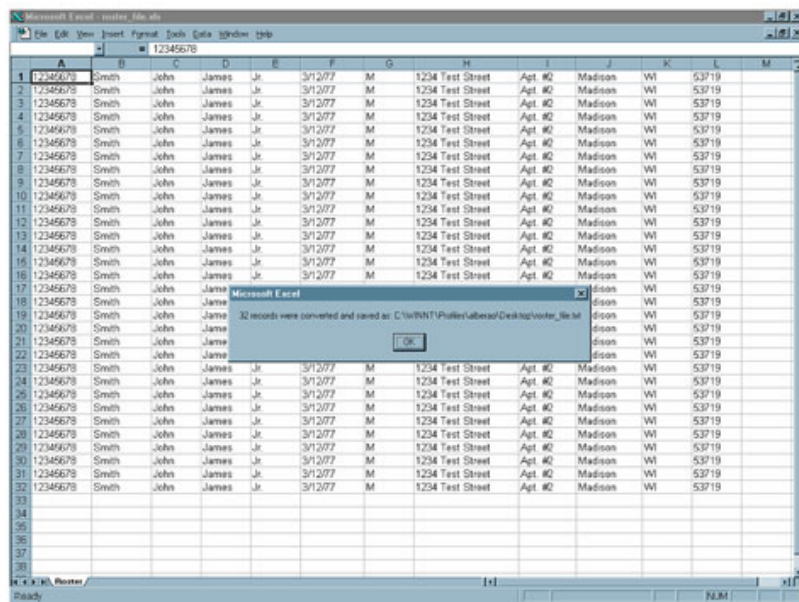 Microsoft Excel - roster_file.xls
File Edit View Insert Format Tools Data Window Help
= 12345678
A B C D E F G H I J K L M
1 12345678 Smith John James Jr. 3/12/77 M 1234 Test Street Apt. #2 Madison WI 53719
2 12345678 Smith John James Jr. 3/12/77 M 1234 Test Street Apt. #2 Madison WI 53719
3 12345678 Smith John James Jr. 3/12/77 M 1234 Test Street Apt. #2 Madison WI 53719
4 12345678 Smith John James Jr. 3/12/77 M 1234 Test Street Apt. #2 Madison WI 53719
5 12345678 Smith John James Jr. 3/12/77 M 1234 Test Street Apt. #2 Madison WI 53719
6 12345678 Smith John James Jr. 3/12/77 M 1234 Test Street Apt. #2 Madison WI 53719
7 12345678 Smith John James Jr. 3/12/77 M 1234 Test Street Apt. #2 Madison WI 53719
8 12345678 Smith John James Jr. 3/12/77 M 1234 Test Street Apt. #2 Madison WI 53719
9 12345678 Smith John James Jr. 3/12/77 M 1234 Test Street Apt. #2 Madison WI 53719
10 12345678 Smith John James Jr. 3/12/77 M 1234 Test Street Apt. #2 Madison WI 53719
11 12345678 Smith John James Jr. 3/12/77 M 1234 Test Street Apt. #2 Madison WI 53719
12 12345678 Smith John James Jr. 3/12/77 M 1234 Test Street Apt. #2 Madison WI 53719
13 12345678 Smith John James Jr. 3/12/77 M 1234 Test Street Apt. #2 Madison WI 53719
14 12345678 Smith John James Jr. 3/12/77 M 1234 Test Street Apt. #2 Madison WI 53719
15 12345678 Smith John James Jr. 3/12/77 M 1234 Test Street Apt. #2 Madison WI 53719
16 12345678 Smith John James Jr. 3/12/77 M 1234 Test Street Apt. #2 Madison WI 53719
17 12345678 Smith John Jame dison WI 53719
18 12345678 Smith John Jame dison WI 53719
19 12345678 Smith John Jame dison WI 53719
20 12345678 Smith John Jame dison WI 53719
21 12345678 Smith John Jame dison WI 53719
22 12345678 Smith John Jame dison WI 53719
Microsoft Excel
32 records were converted and saved as: C:\WINNT\Profiles\alberao\Desktop\roster_file.txt
OK
23 12345678 Smith John James Jr. 3/12/77 M 1234 Test Street Apt. #2 Madison WI 53719
24 12345678 Smith John James Jr. 3/12/77 M 1234 Test Street Apt. #2 Madison WI 53719
25 12345678 Smith John James Jr. 3/12/77 M 1234 Test Street Apt. #2 Madison WI 53719
26 12345678 Smith John James Jr. 3/12/77 M 1234 Test Street Apt. #2 Madison WI 53719
27 12345678 Smith John James Jr. 3/12/77 M 1234 Test Street Apt. #2 Madison WI 53719
28 12345678 Smith John James Jr. 3/12/77 M 1234 Test Street Apt. #2 Madison WI 53719
29 12345678 Smith John James Jr. 3/12/77 M 1234 Test Street Apt. #2 Madison WI 53719
30 12345678 Smith John James Jr. 3/12/77 M 1234 Test Street Apt. #2 Madison WI 53719
31 12345678 Smith John James Jr. 3/12/77 M 1234 Test Street Apt. #2 Madison WI 53719
32 12345678 Smith John James Jr. 3/12/77 M 1234 Test Street Apt. #2 Madison WI 53719
33
34
35
36
37
38
Roster
Ready NUM